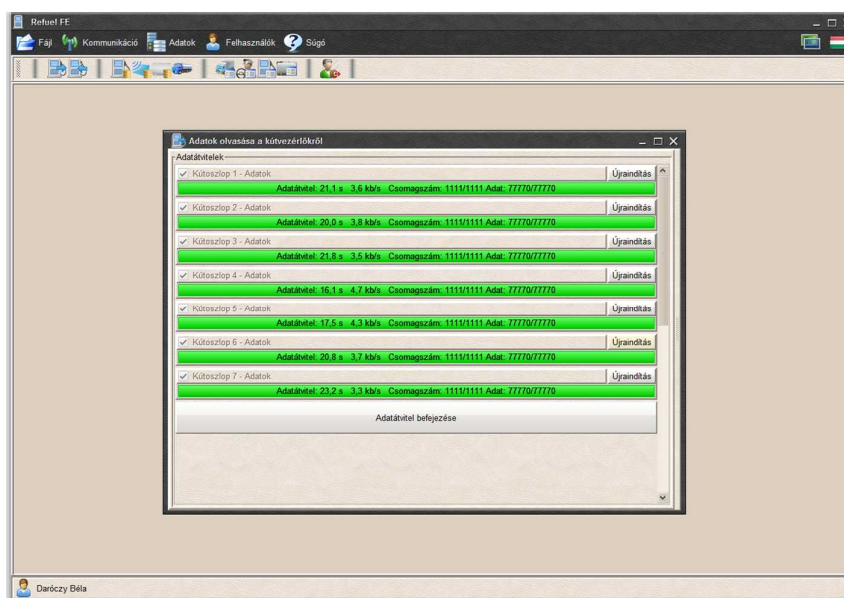 Refuel FE
Fájl Kommunikáció Adatok Felhasználók Súgó
Adatok olvasása a kútvezérlőkről
Adatátvitelek
Kútoszlop 1 - Adatok Újraindítás
Adatátvitel: 21,1 s 3,6 kb/s Csomagszám: 1111/1111 Adat: 77770/77770
Kútoszlop 2 - Adatok Újraindítás
Adatátvitel: 20,0 s 3,8 kb/s Csomagszám: 1111/1111 Adat: 77770/77770
Kútoszlop 3 - Adatok Újraindítás
Adatátvitel: 21,8 s 3,5 kb/s Csomagszám: 1111/1111 Adat: 77770/77770
Kútoszlop 4 - Adatok Újraindítás
Adatátvitel: 16,1 s 4,7 kb/s Csomagszám: 1111/1111 Adat: 77770/77770
Kútoszlop 5 - Adatok Újraindítás
Adatátvitel: 17,5 s 4,3 kb/s Csomagszám: 1111/1111 Adat: 77770/77770
Kútoszlop 6 - Adatok Újraindítás
Adatátvitel: 20,8 s 3,7 kb/s Csomagszám: 1111/1111 Adat: 77770/77770
Kútoszlop 7 - Adatok Újraindítás
Adatátvitel: 23,2 s 3,3 kb/s Csomagszám: 1111/1111 Adat: 77770/77770
Adatátvitel befejezése
Daróczy Béla